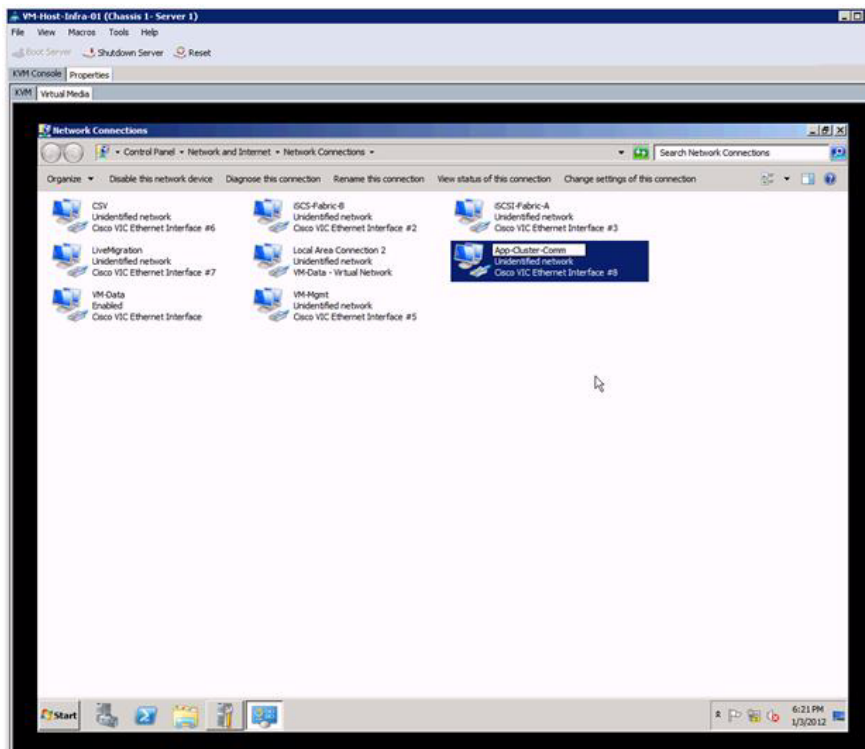 VM-Host-Infra-01 (Chassis 1- Server 1)
File View Macros Tools Help
Boot Server Shutdown Server Reset
KVM Console Properties
KVM Virtual Media
Network Connections
Control Panel Network and Internet Network Connections Search Network Connections
Organize Disable this network device Diagnose this connection Rename this connection View status of this connection Change settings of this connection
CSV
Unidentified network
Cisco VIC Ethernet Interface #6
iSCS-Fabric-B
Unidentified network
Cisco VIC Ethernet Interface #2
iSCSI-Fabric-A
Unidentified network
Cisco VIC Ethernet Interface #3
LiveMigration
Unidentified network
Cisco VIC Ethernet Interface #7
Local Area Connection 2
Unidentified network
VM-Data - Virtual Network
App-Cluster-Comm
Unidentified network
Cisco VIC Ethernet Interface #8
VM-Data
Enabled
Cisco VIC Ethernet Interface
VM-Mgmt
Unidentified network
Cisco VIC Ethernet Interface #5
Start
6:21 PM
1/3/2012